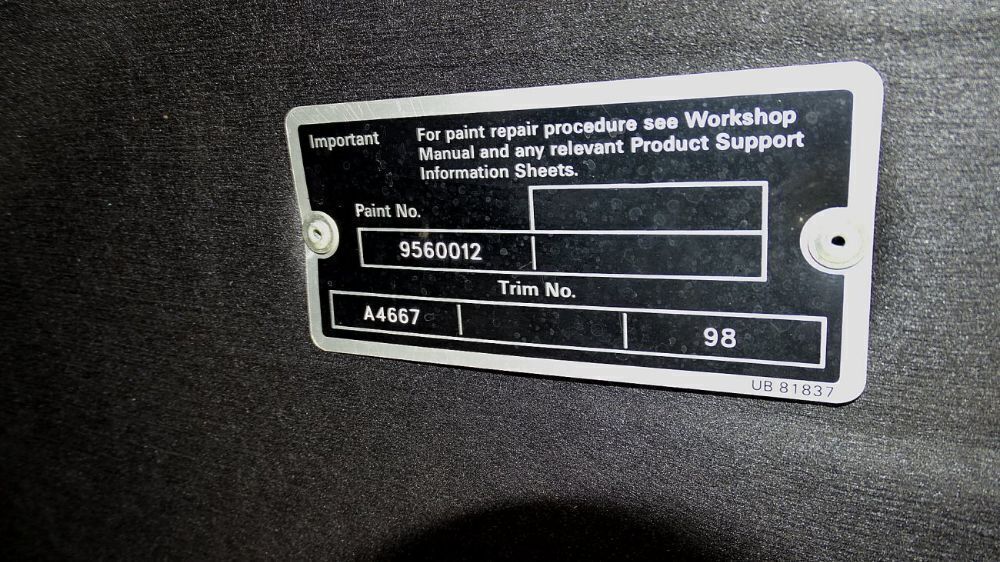 Important For paint repair procedure see Workshop
Manual and any relevant Product Support
Information Sheets.
Paint No.
9560012
Trim No.
A4667 98
UB 81837